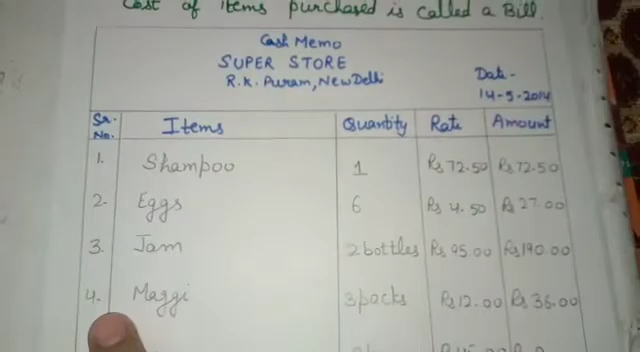 Cost of items purchased is called a Bill.
Cash Memo
SUPER STORE
R.K. Puram, New Delhi
Date-
14-5-2014
Sr. No. Items Quantity Rate Amount
1. Shampoo 1 Rs 72.50 Rs 72.50
2. Eggs 6 Rs 4.50 Rs 27.00
3. Jam 2 bottles Rs 95.00 Rs 190.00
4. Maggi 3 packs Rs 12.00 Rs 36.00